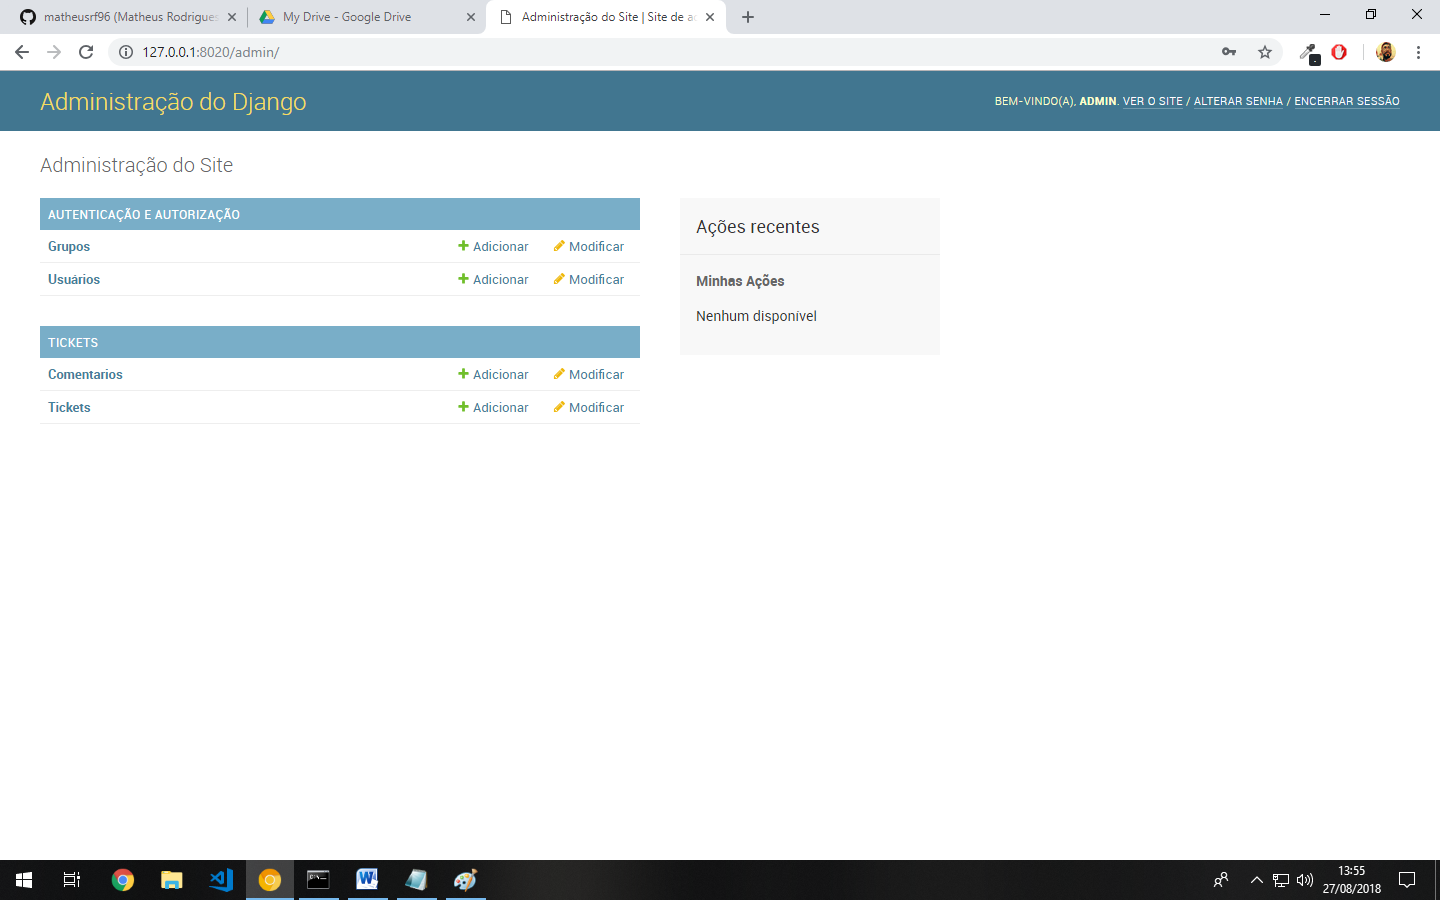 matheusrf96 (Matheus Rodrigues
My Drive - Google Drive
Administração do Site | Site de a
127.0.0.1:8020/admin/
Administração do Django
BEM-VINDO(A), ADMIN. VER O SITE / ALTERAR SENHA / ENCERRAR SESSÃO
Administração do Site
AUTENTICAÇÃO E AUTORIZAÇÃO
Grupos Adicionar Modificar
Usuários Adicionar Modificar
TICKETS
Comentarios Adicionar Modificar
Tickets Adicionar Modificar
Ações recentes
Minhas Ações
Nenhum disponível
13:55
27/08/2018